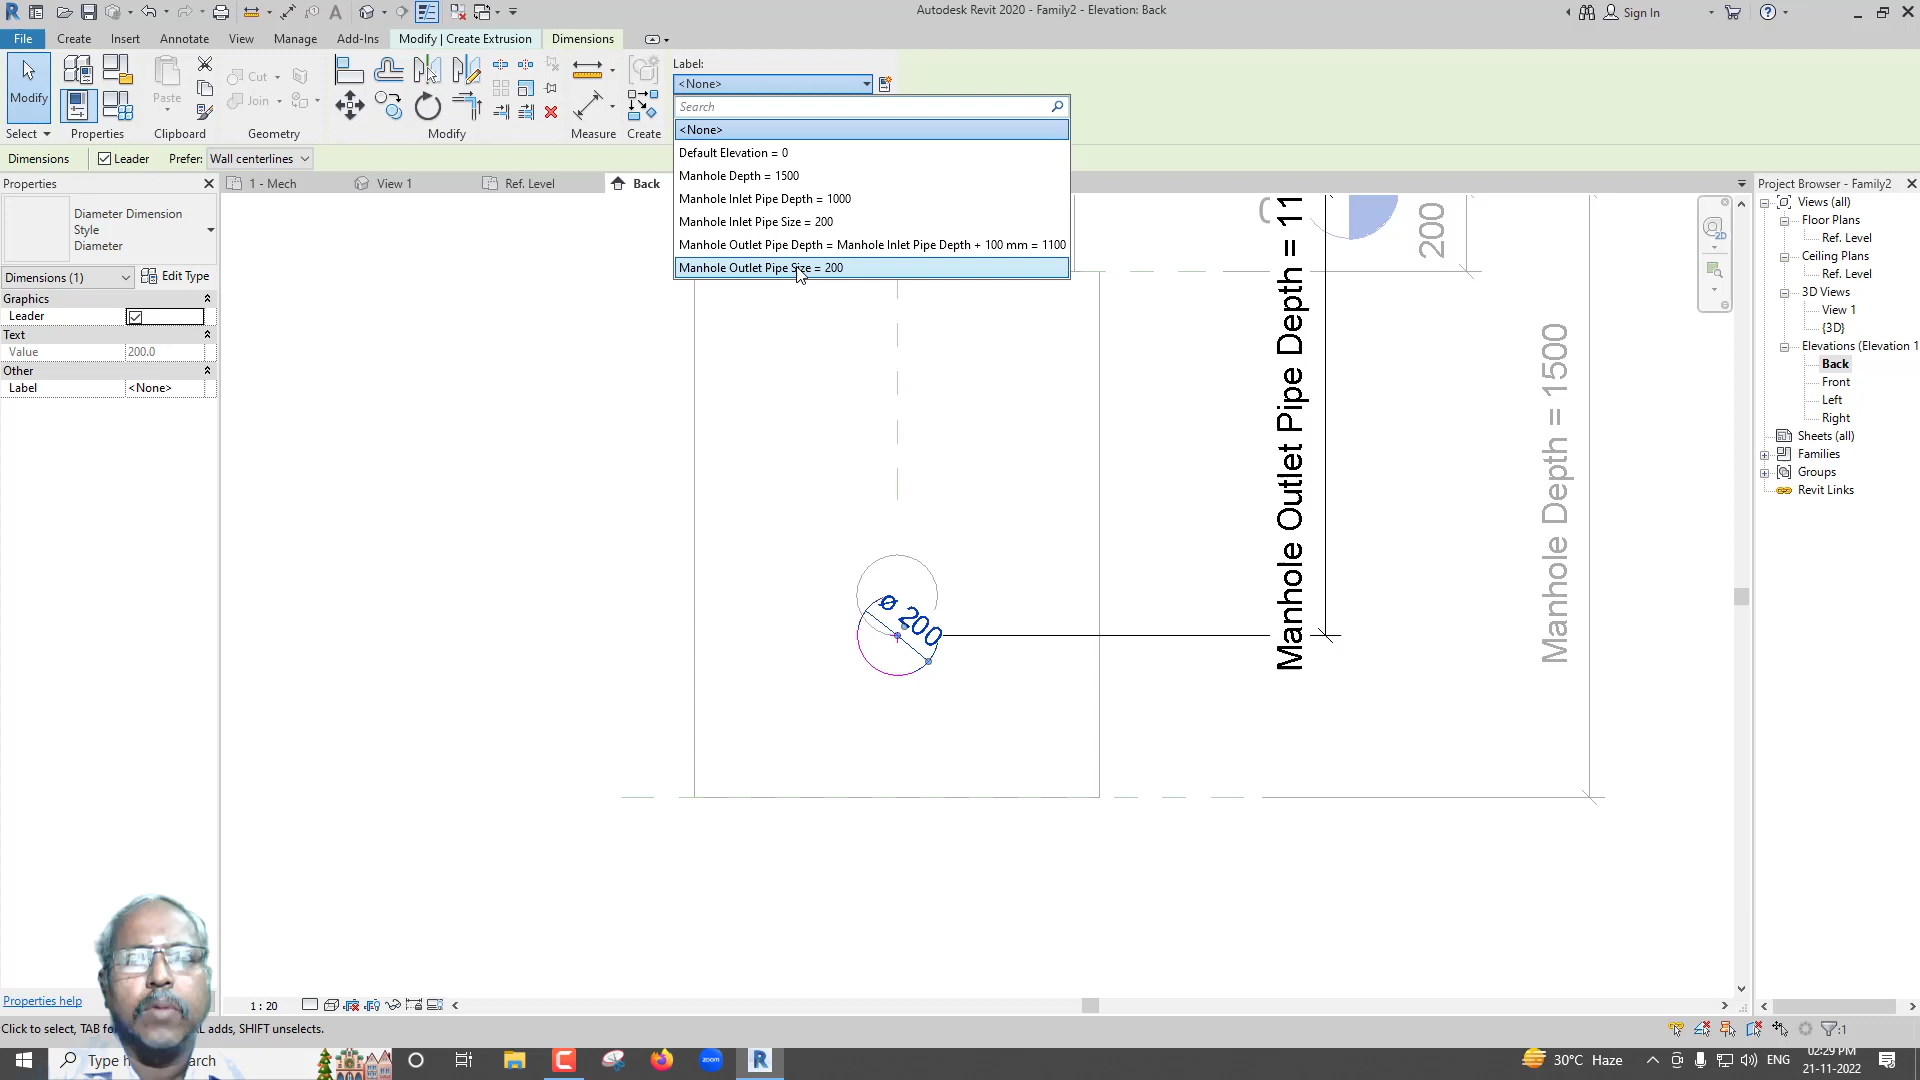 Autodesk Revit 2020 - Family2 - Elevation: Back
Sign In
File
Create
Insert
Annotate
View
Manage
Add-Ins
Modify | Create Extrusion
Dimensions
Modify
Paste
Cut
Join
Label:
<None>
Search
<None>
Default Elevation = 0
Manhole Depth = 1500
Manhole Inlet Pipe Depth = 1000
Manhole Inlet Pipe Size = 200
Manhole Outlet Pipe Depth = Manhole Inlet Pipe Depth + 100 mm = 1100
Manhole Outlet Pipe Size = 200
Select
Properties
Clipboard
Geometry
Modify
Measure
Create
Dimensions
Leader
Prefer:
Wall centerlines
Properties
1 - Mech
View 1
Ref. Level
Back
Project Browser - Family2
Diameter Dimension
Style
Diameter
Dimensions (1)
Edit Type
Graphics
Leader
Text
Value
200.0
Other
Label
<None>
Manhole Outlet Pipe Depth = 11
200
Manhole Depth = 1500
ø 200
2D
Views (all)
Floor Plans
Ref. Level
Ceiling Plans
Ref. Level
3D Views
View 1
{3D}
Elevations (Elevation 1
Back
Front
Left
Right
Sheets (all)
Families
Groups
Revit Links
Properties help
1 : 20
Click to select, TAB fo
L adds, SHIFT unselects.
:1
Type h
rch
zoom
30°C Haze
ENG
02:29 PM
21-11-2022